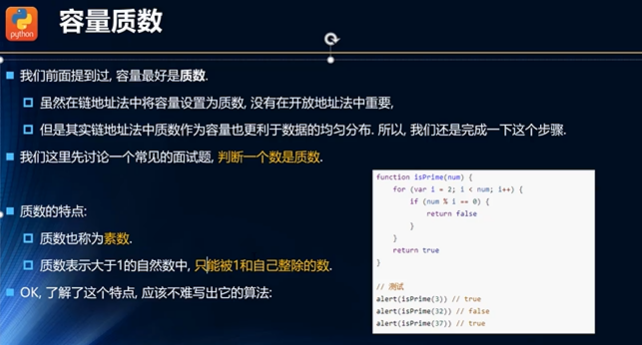 python
容量质数
我们前面提到过, 容量最好是质数.
虽然在链地址法中将容量设置为质数, 没有在开放地址法中重要,
但是其实链地址法中质数作为容量也更利于数据的均匀分布. 所以, 我们还是完成一下这个步骤.
我们这里先讨论一个常见的面试题, 判断一个数是质数.
质数的特点:
质数也称为素数.
质数表示大于1的自然数中, 只能被1和自己整除的数.
OK, 了解了这个特点, 应该不难写出它的算法:
function isPrime(num) {
for (var i = 2; i < num; i++) {
if (num % i == 0) {
return false
}
}
return true
}
// 测试
alert(isPrime(3)) // true
alert(isPrime(32)) // false
alert(isPrime(37)) // true